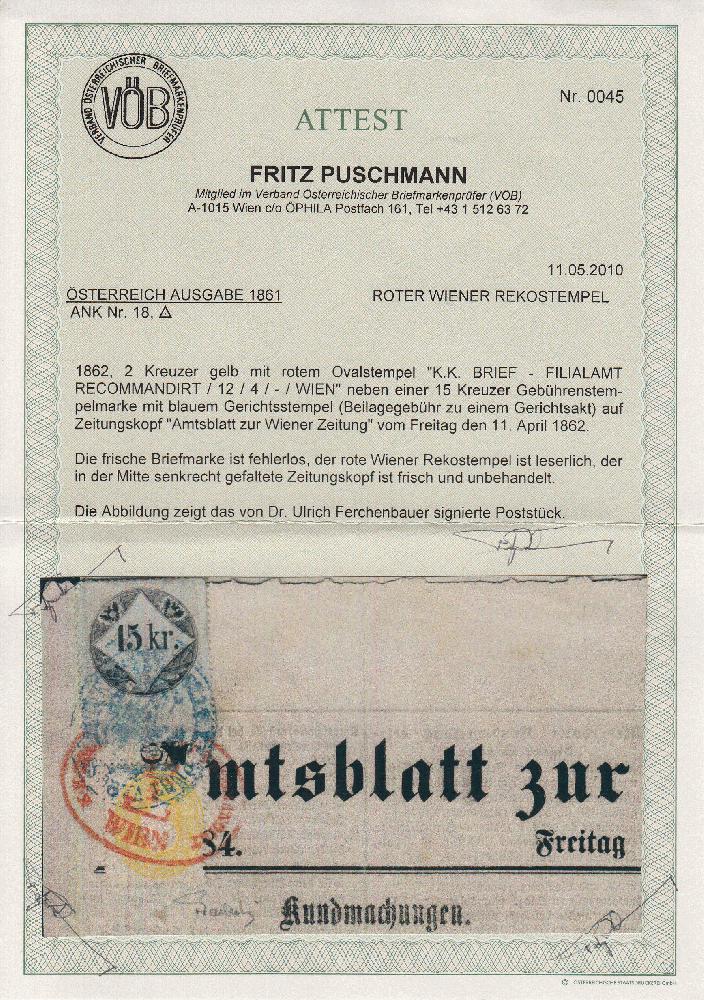 VERBAND ÖSTERREICHISCHER BRIEFMARKENPRÜFER
VÖB
Nr. 0045
ATTEST
FRITZ PUSCHMANN
Mitglied im Verband Österreichischer Briefmarkenprüfer (VÖB)
A-1015 Wien c/o ÖPHILA Postfach 161, Tel +43 1 512 63 72
11.05.2010
ÖSTERREICH AUSGABE 1861 ROTER WIENER REKOSTEMPEL
ANK Nr. 18, △
1862, 2 Kreuzer gelb mit rotem Ovalstempel "K.K. BRIEF - FILIALAMT
RECOMMANDIRT / 12 / 4 / - / WIEN" neben einer 15 Kreuzer Gebührenstem-
pelmarke mit blauem Gerichtsstempel (Beilagegebühr zu einem Gerichtsakt) auf
Zeitungskopf "Amtsblatt zur Wiener Zeitung" vom Freitag den 11. April 1862.
Die frische Briefmarke ist fehlerlos, der rote Wiener Rekostempel ist leserlich, der
in der Mitte senkrecht gefaltete Zeitungskopf ist frisch und unbehandelt.
Die Abbildung zeigt das von Dr. Ulrich Ferchenbauer signierte Poststück.
15 kr.
mtsblatt zur
WIEN
84. Freitag
Kundmachungen.
© ÖSTERREICHISCHE STAATSDRUCKEREI GmbH